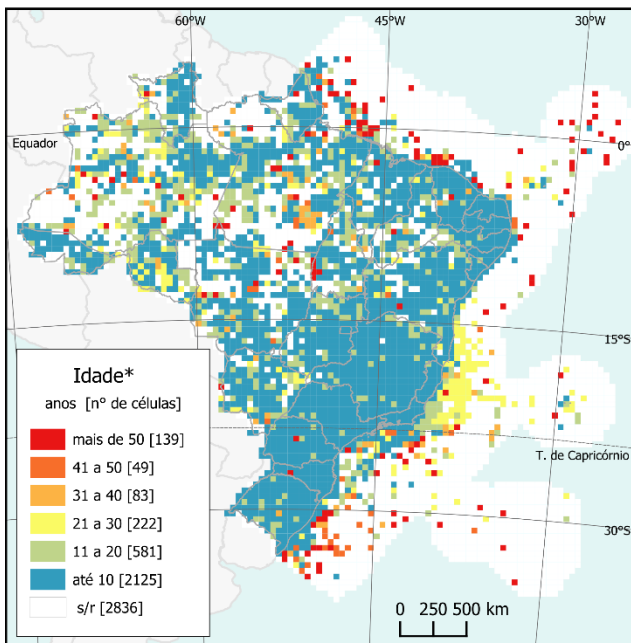 60°W
45°W
30°W
Equador
0°
15°S
Idade*
anos [n° de células]
mais de 50 [139]
41 a 50 [49]
31 a 40 [83]
21 a 30 [222]
11 a 20 [581]
até 10 [2125]
s/r [2836]
T. de Capricórnio
30°S
0 250 500 km